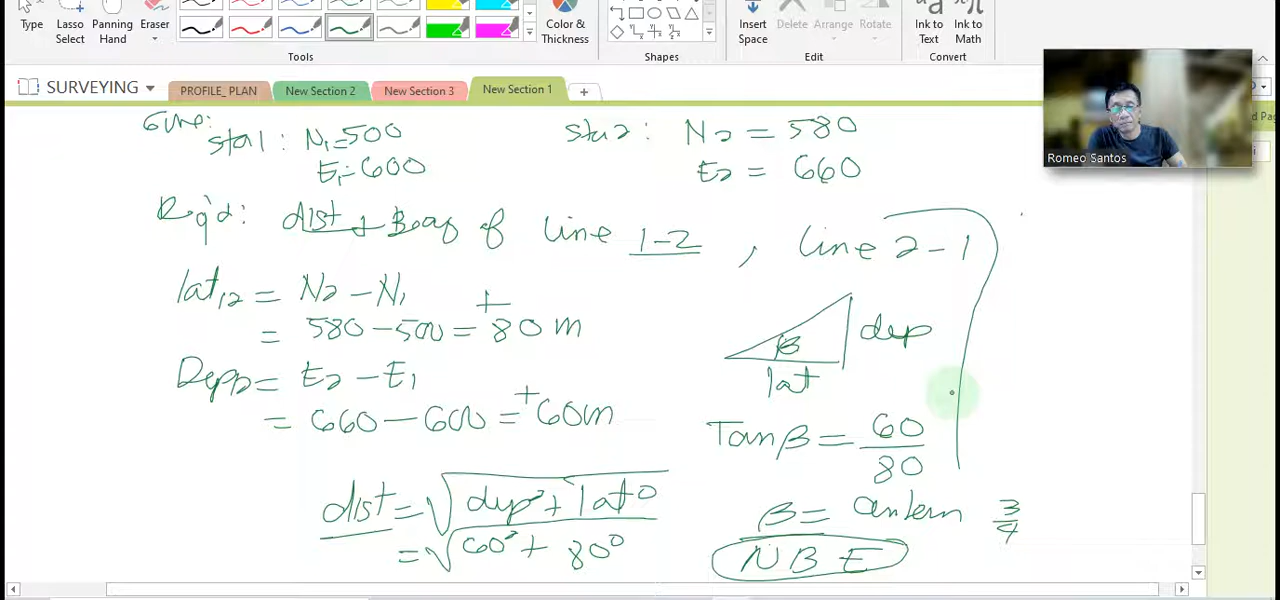 Type
Lasso
Select
Panning
Hand
Eraser
Tools
Color &
Thickness
Shapes
Insert
Space
Delete
Arrange
Rotate
Edit
Ink to
Text
Ink to
Math
Convert
SURVEYING
PROFILE_ PLAN
New Section 2
New Section 3
New Section 1
Romeo Santos
sta1 : N1=500
E1=600
sta2 : N2 = 580
E2 = 660
Req'd: dist + Bearg of line 1-2 , line 2-1
lat12 = N2 - N1
= 580 - 500 = +80 m
Dep12 = E2 - E1
= 660 - 600 = +60m
dist = √dep² + lat²
= √60² + 80²
β
dep
lat
Tan β = 60/80
β = arctan 3/4
N β E